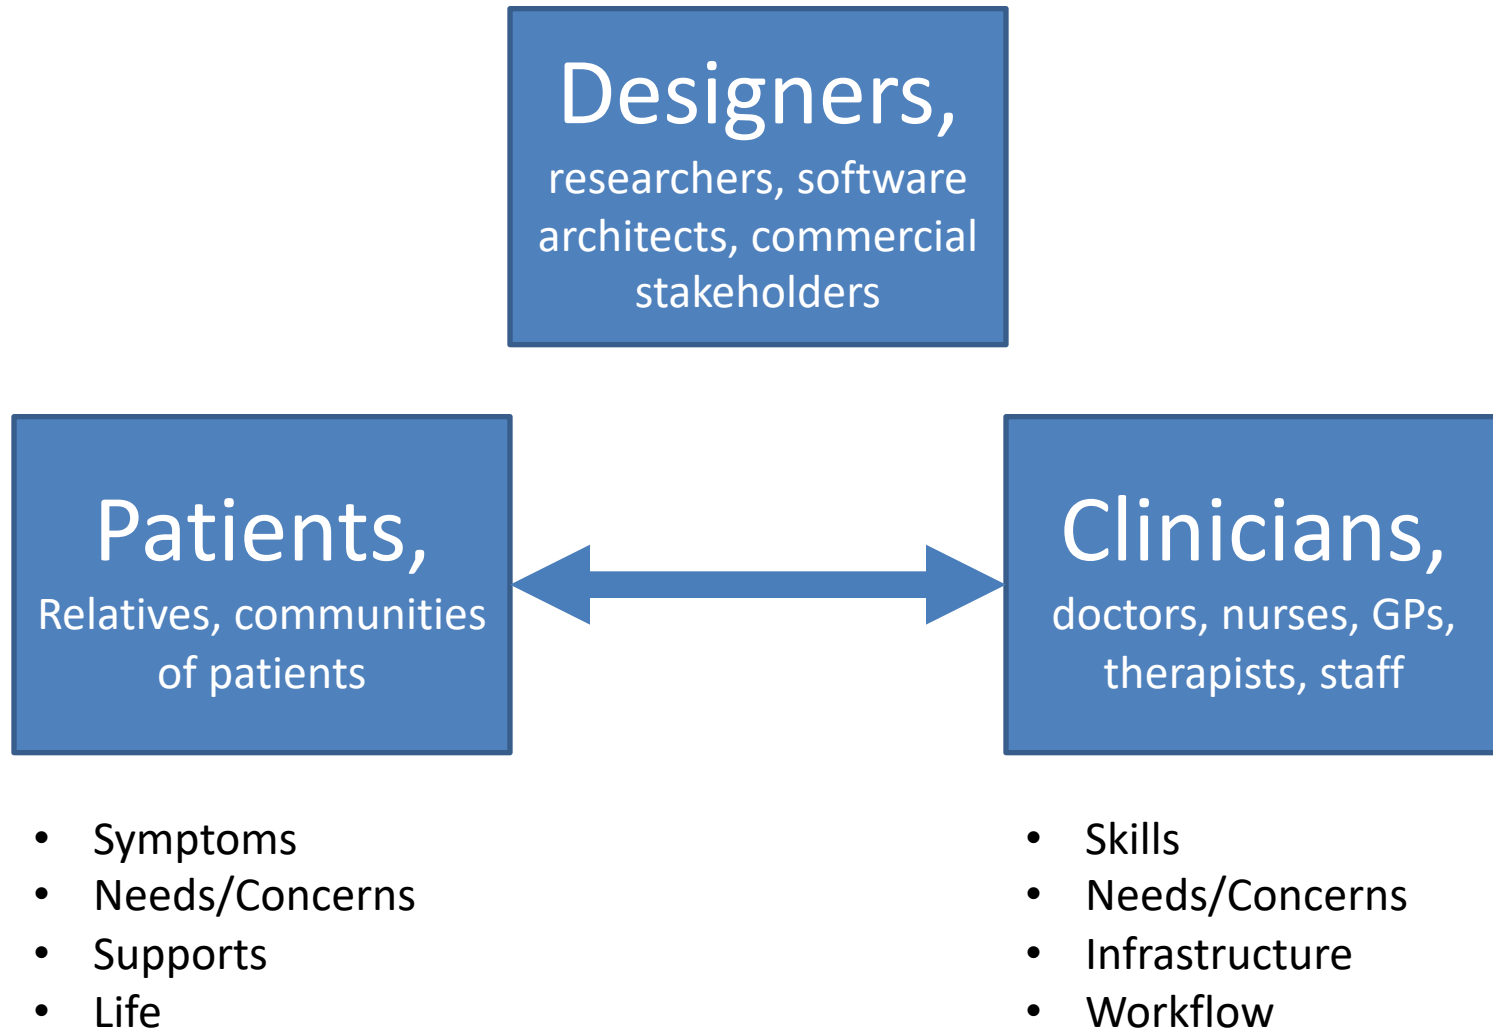 Designers,
researchers, software
architects, commercial
stakeholders
Patients,
Relatives, communities
of patients
Clinicians,
doctors, nurses, GPs,
therapists, staff
• Symptoms
• Needs/Concerns
• Supports
• Life
• Skills
• Needs/Concerns
• Infrastructure
• Workflow